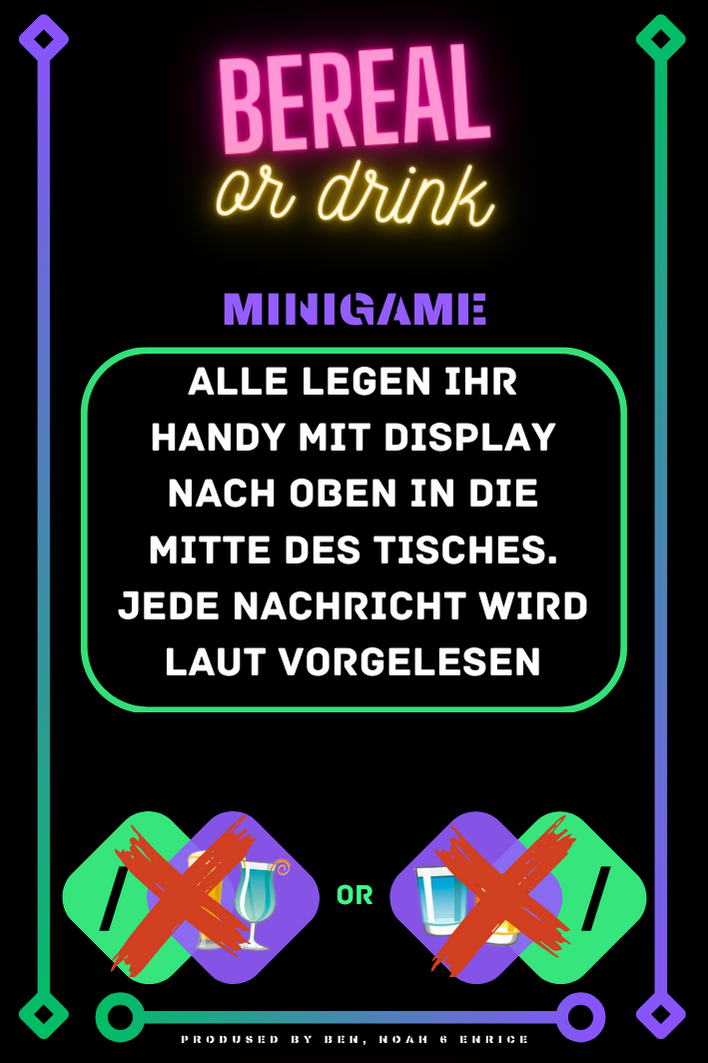 BEREAL
or drink
MINIGAME
ALLE LEGEN IHR
HANDY MIT DISPLAY
NACH OBEN IN DIE
MITTE DES TISCHES.
JEDE NACHRICHT WIRD
LAUT VORGELESEN
/ OR /
PRODUSED BY BEN, NOAH & ENRICE